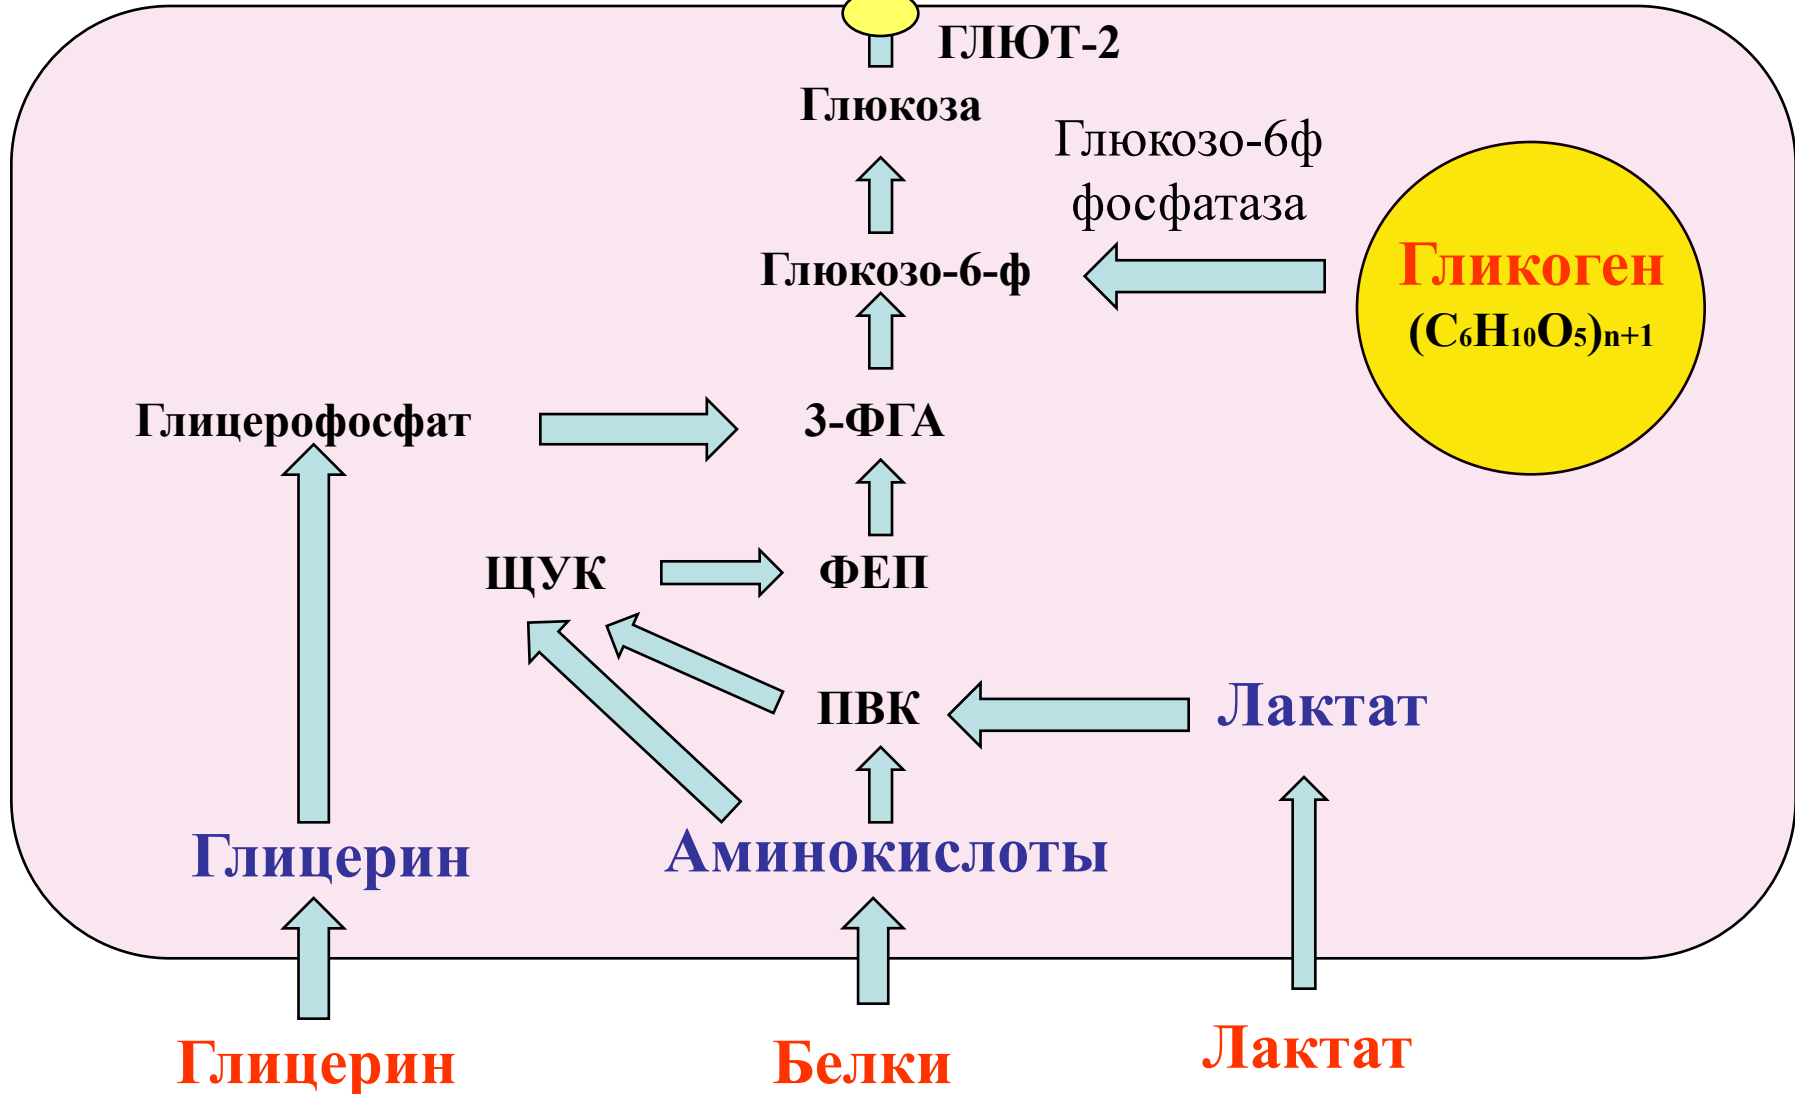 ГЛЮТ-2
Глюкоза
Глюкозо-6ф
фосфатаза
Глюкозо-6-ф
Гликоген
(C₆H₁₀O₅)n+1
Глицерофосфат
3-ФГА
ЩУК
ФЕП
ПВК
Лактат
Глицерин
Аминокислоты
Глицерин
Белки
Лактат